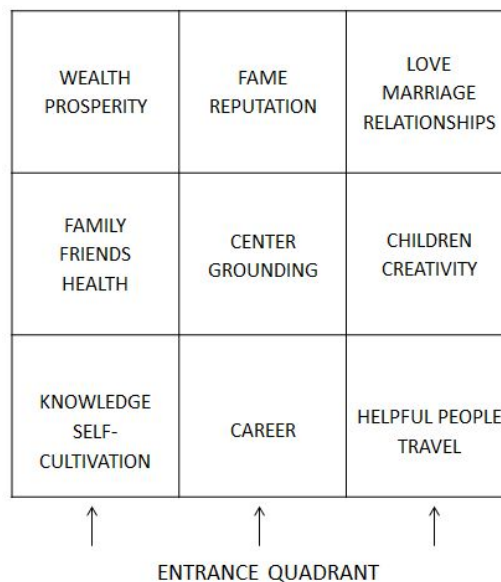 WEALTH
PROSPERITY
FAME
REPUTATION
LOVE
MARRIAGE
RELATIONSHIPS
FAMILY
FRIENDS
HEALTH
CENTER
GROUNDING
CHILDREN
CREATIVITY
KNOWLEDGE
SELF-
CULTIVATION
CAREER
HELPFUL PEOPLE
TRAVEL
ENTRANCE QUADRANT